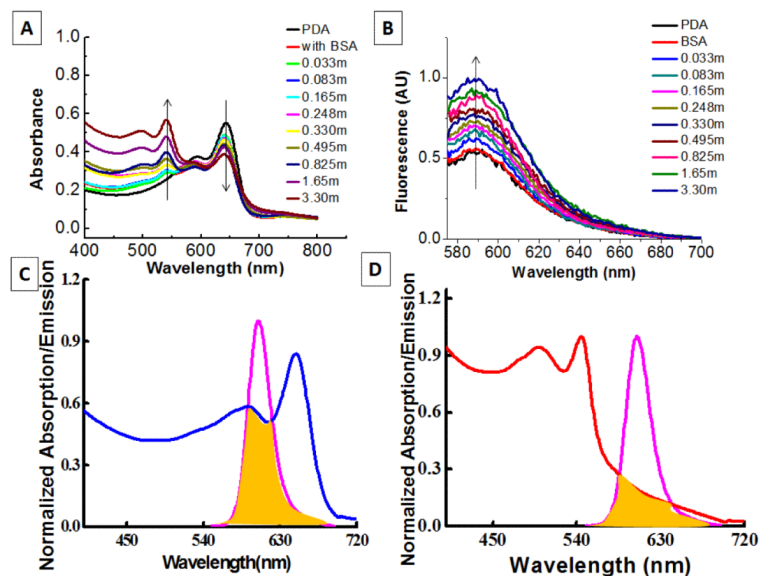 A
1.0
0.8
0.6
0.4
0.2
0.0
400
500
600
700
800
Absorbance
Wavelength (nm)
PDA
with BSA
0.033m
0.083m
0.165m
0.248m
0.330m
0.495m
0.825m
1.65m
3.30m
B
1.0
0.5
0.0
580
600
620
640
660
680
700
Fluorescence (AU)
Wavelength (nm)
PDA
BSA
0.033m
0.083m
0.165m
0.248m
0.330m
0.495m
0.825m
1.65m
3.30m
C
1.2
0.9
0.6
0.3
0.0
450
540
630
720
Normalized Absorption/Emission
Wavelength(nm)
D
1.2
0.9
0.6
0.3
0.0
450
540
630
720
Normalized Absorption/Emission
Wavelength (nm)